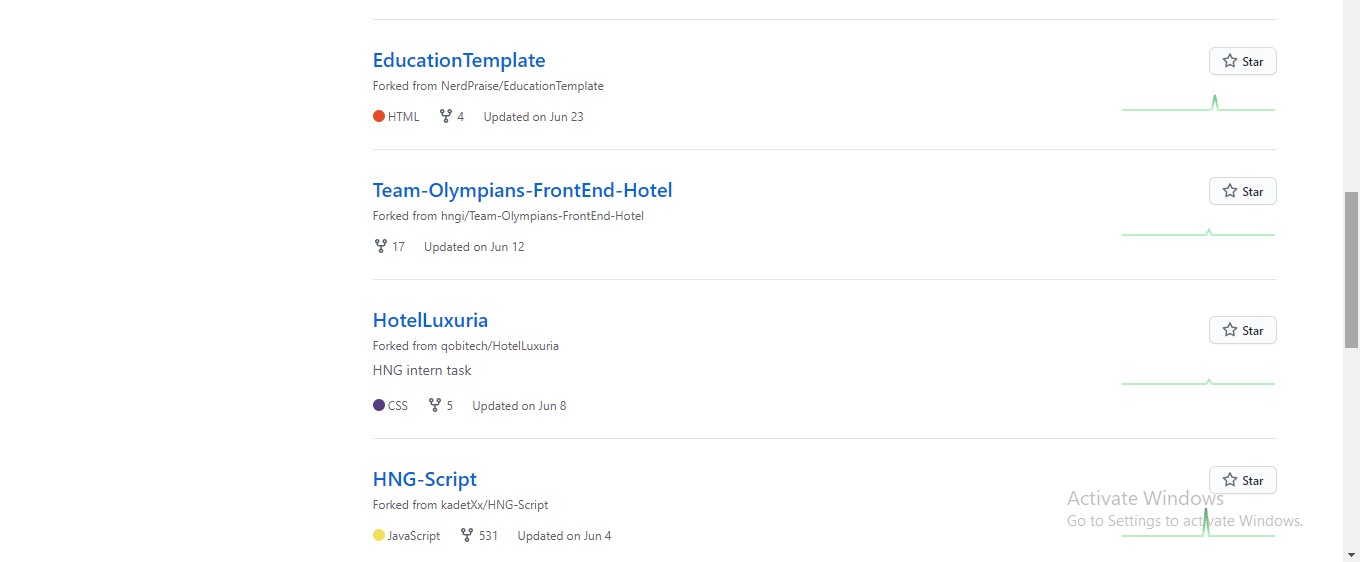 EducationTemplate
Star
Forked from NerdPraise/EducationTemplate
HTML 4 Updated on Jun 23
Team-Olympians-FrontEnd-Hotel
Star
Forked from hngi/Team-Olympians-FrontEnd-Hotel
17 Updated on Jun 12
HotelLuxuria
Star
Forked from qobitech/HotelLuxuria
HNG intern task
CSS 5 Updated on Jun 8
HNG-Script
Star
Forked from kadetXx/HNG-Script
JavaScript 531 Updated on Jun 4
Activate Windows
Go to Settings to activate Windows.